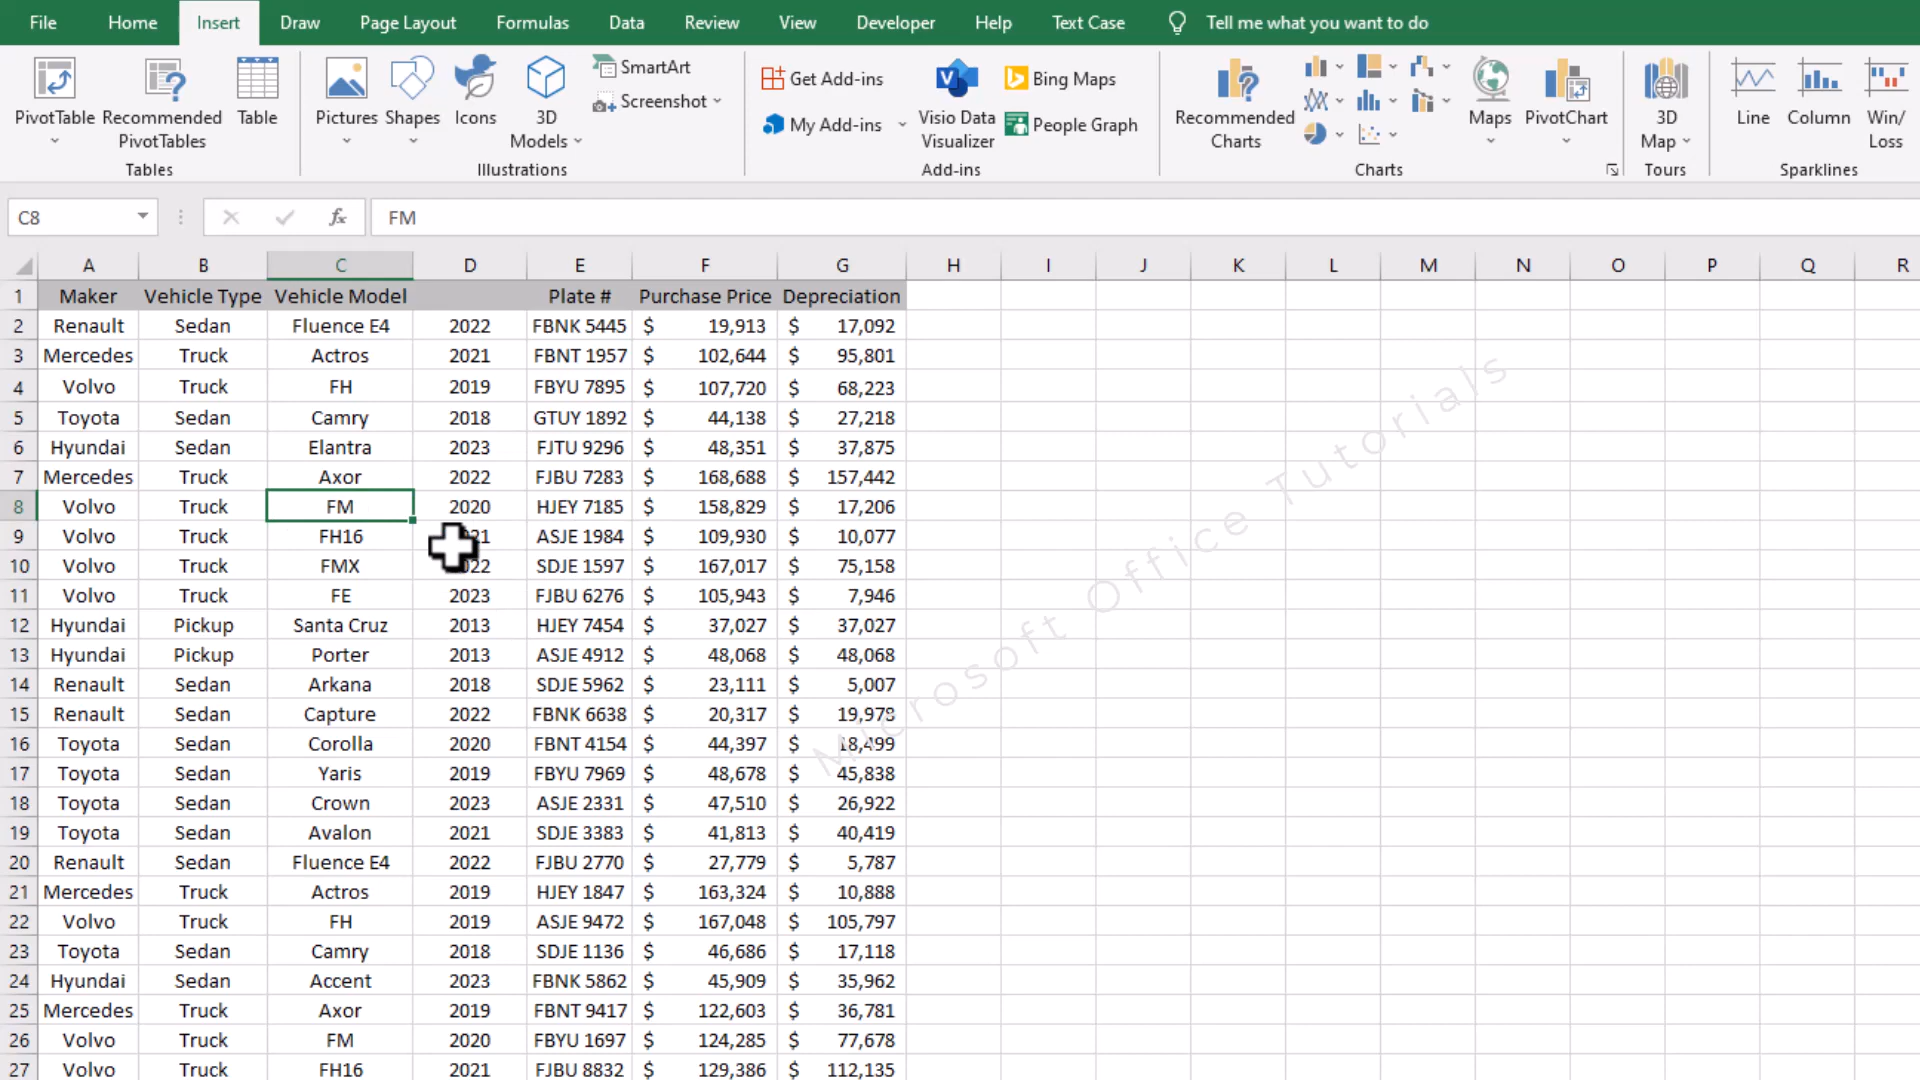 File Home Insert Draw Page Layout Formulas Data Review View Developer Help Text Case Tell me what you want to do
PivotTable Recommended PivotTables Table
Tables
Pictures Shapes Icons 3D Models SmartArt Screenshot
Illustrations
Get Add-ins My Add-ins Visio Data Visualizer Bing Maps People Graph
Add-ins
Recommended Charts Maps PivotChart
Charts
3D Map
Tours
Line Column Win/Loss
Sparklines
C8 fx FM
A B C D E F G H I J K L M N O P Q R
1 Maker Vehicle Type Vehicle Model Plate # Purchase Price Depreciation
2 Renault Sedan Fluence E4 2022 FBNK 5445 $ 19,913 $ 17,092
3 Mercedes Truck Actros 2021 FBNT 1957 $ 102,644 $ 95,801
4 Volvo Truck FH 2019 FBYU 7895 $ 107,720 $ 68,223
5 Toyota Sedan Camry 2018 GTUY 1892 $ 44,138 $ 27,218
6 Hyundai Sedan Elantra 2023 FJTU 9296 $ 48,351 $ 37,875
7 Mercedes Truck Axor 2022 FJBU 7283 $ 168,688 $ 157,442
8 Volvo Truck FM 2020 HJEY 7185 $ 158,829 $ 17,206
9 Volvo Truck FH16 ASJE 1984 $ 109,930 $ 10,077
10 Volvo Truck FMX SDJE 1597 $ 167,017 $ 75,158
11 Volvo Truck FE 2023 FJBU 6276 $ 105,943 $ 7,946
12 Hyundai Pickup Santa Cruz 2013 HJEY 7454 $ 37,027 $ 37,027
13 Hyundai Pickup Porter 2013 ASJE 4912 $ 48,068 $ 48,068
14 Renault Sedan Arkana 2018 SDJE 5962 $ 23,111 $ 5,007
15 Renault Sedan Capture 2022 FBNK 6638 $ 20,317 $ 19,978
16 Toyota Sedan Corolla 2020 FBNT 4154 $ 44,397 $ 18,499
17 Toyota Sedan Yaris 2019 FBYU 7969 $ 48,678 $ 45,838
18 Toyota Sedan Crown 2023 ASJE 2331 $ 47,510 $ 26,922
19 Toyota Sedan Avalon 2021 SDJE 3383 $ 41,813 $ 40,419
20 Renault Sedan Fluence E4 2022 FJBU 2770 $ 27,779 $ 5,787
21 Mercedes Truck Actros 2019 HJEY 1847 $ 163,324 $ 10,888
22 Volvo Truck FH 2019 ASJE 9472 $ 167,048 $ 105,797
23 Toyota Sedan Camry 2018 SDJE 1136 $ 46,686 $ 17,118
24 Hyundai Sedan Accent 2023 FBNK 5862 $ 45,909 $ 35,962
25 Mercedes Truck Axor 2019 FBNT 9417 $ 122,603 $ 36,781
26 Volvo Truck FM 2020 FBYU 1697 $ 124,285 $ 77,678
27 Volvo Truck FH16 2021 FJBU 8832 $ 129,386 $ 112,135
Microsoft Office Tutorials